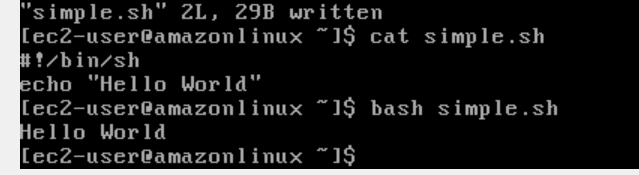 "simple.sh" 2L, 29B written
[ec2-user@amazonlinux ~]$ cat simple.sh
#!/bin/sh
echo "Hello World"
[ec2-user@amazonlinux ~]$ bash simple.sh
Hello World
[ec2-user@amazonlinux ~]$